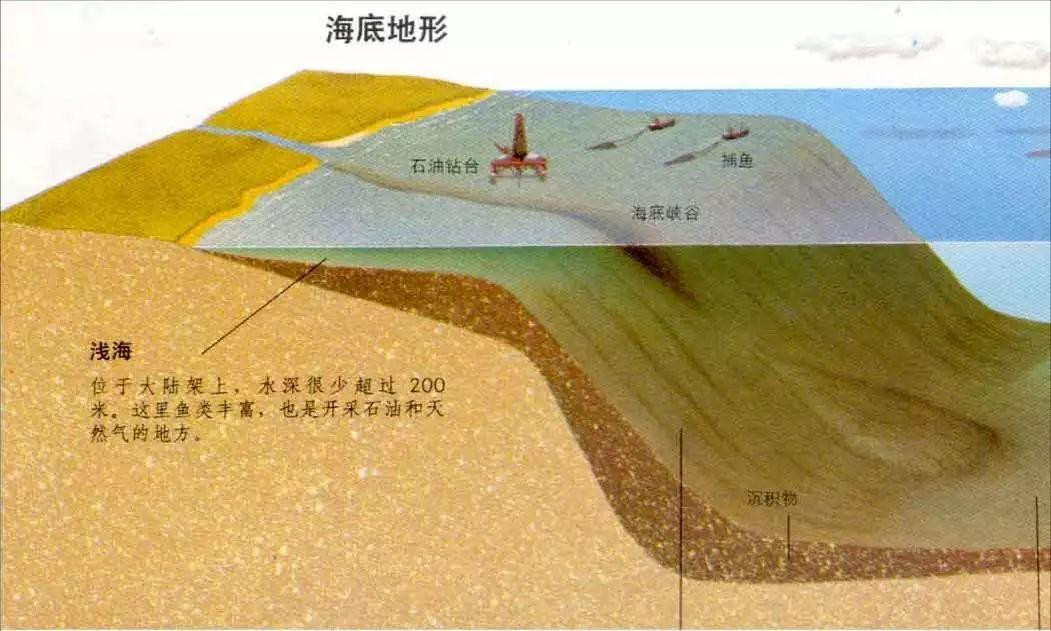 海底地形
石油钻台
捕鱼
海底峡谷
浅海
位于大陆架上，水深很少超过 200
米。这里鱼类丰富，也是开采石油和天
然气的地方。
沉积物